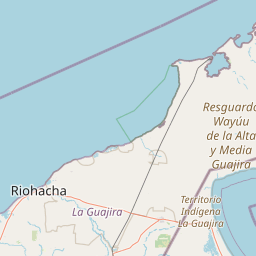 Resguardo
Wayúu
de la Alta
y Media
Guajira
Riohacha
La Guajira
Territorio
Indígena
La Guajira